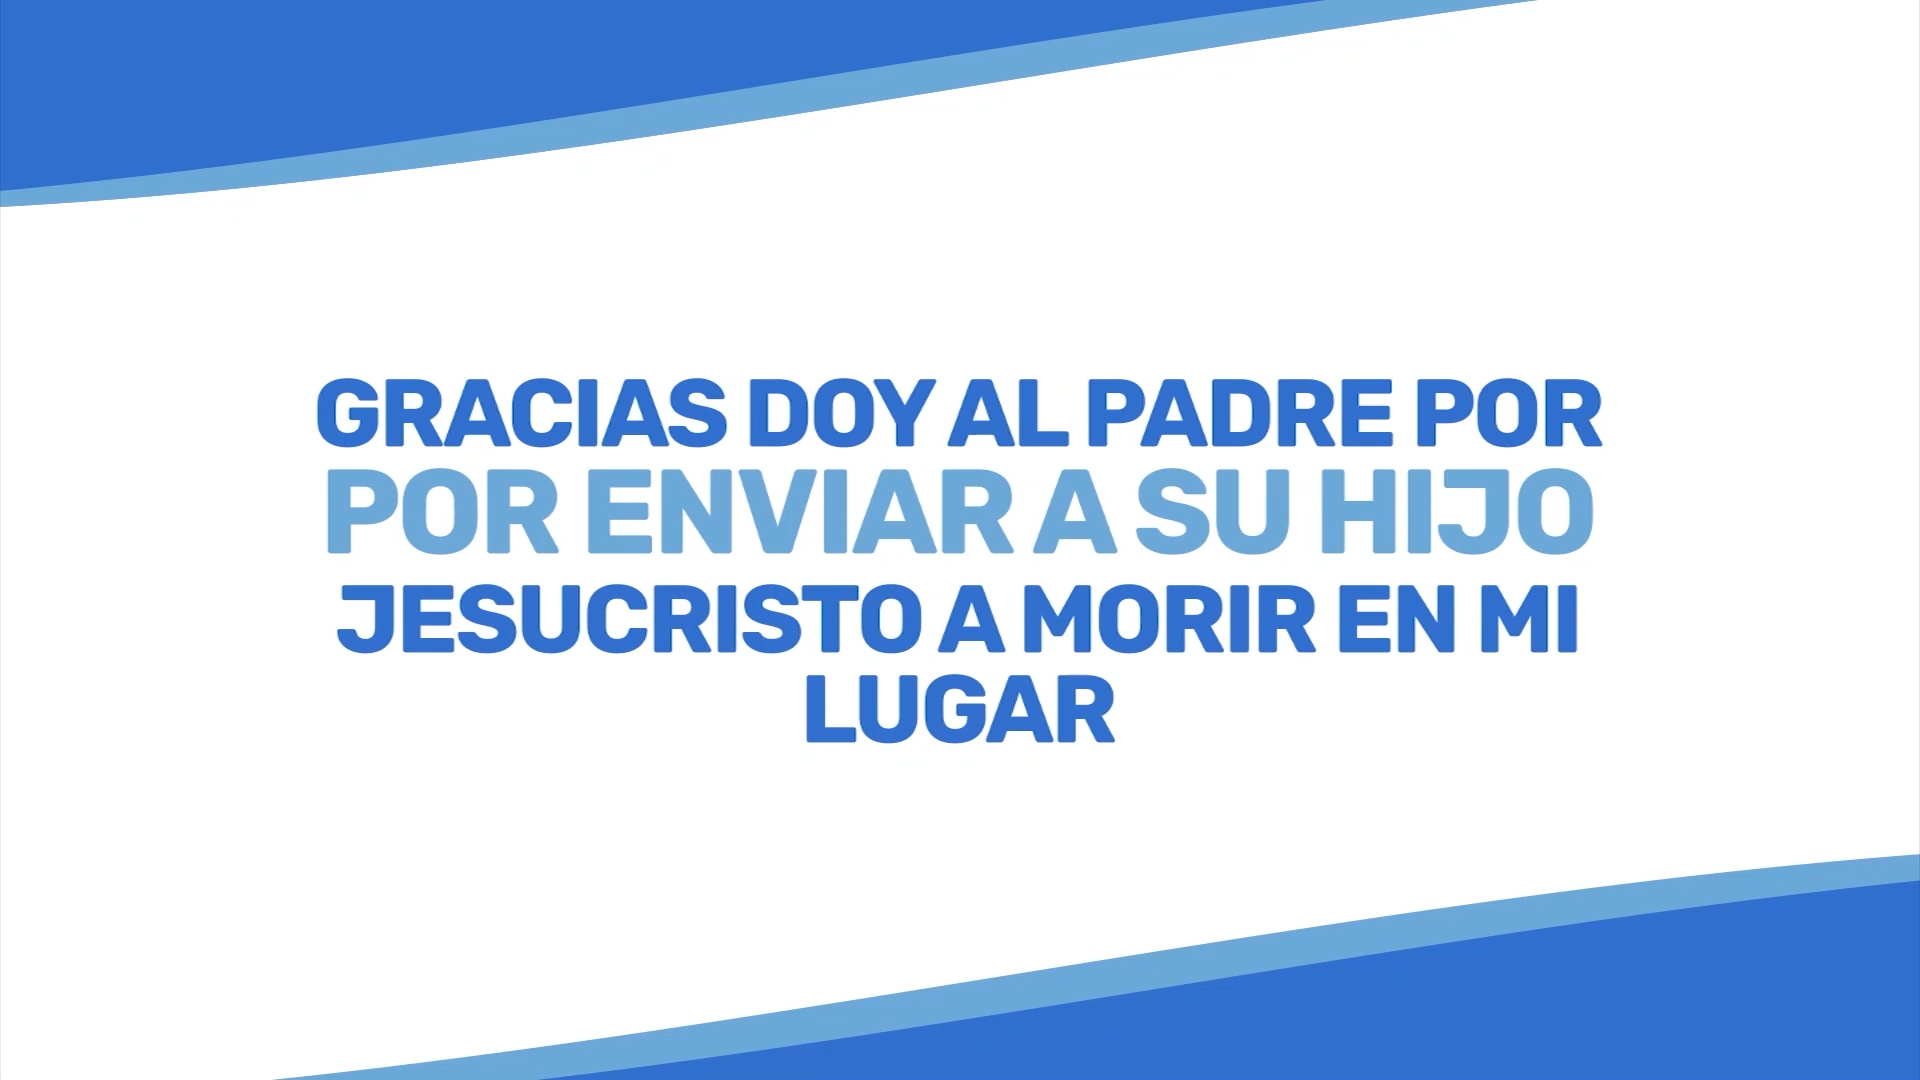 GRACIAS DOY AL PADRE POR
POR ENVIAR A SU HIJO
JESUCRISTO A MORIR EN MI
LUGAR